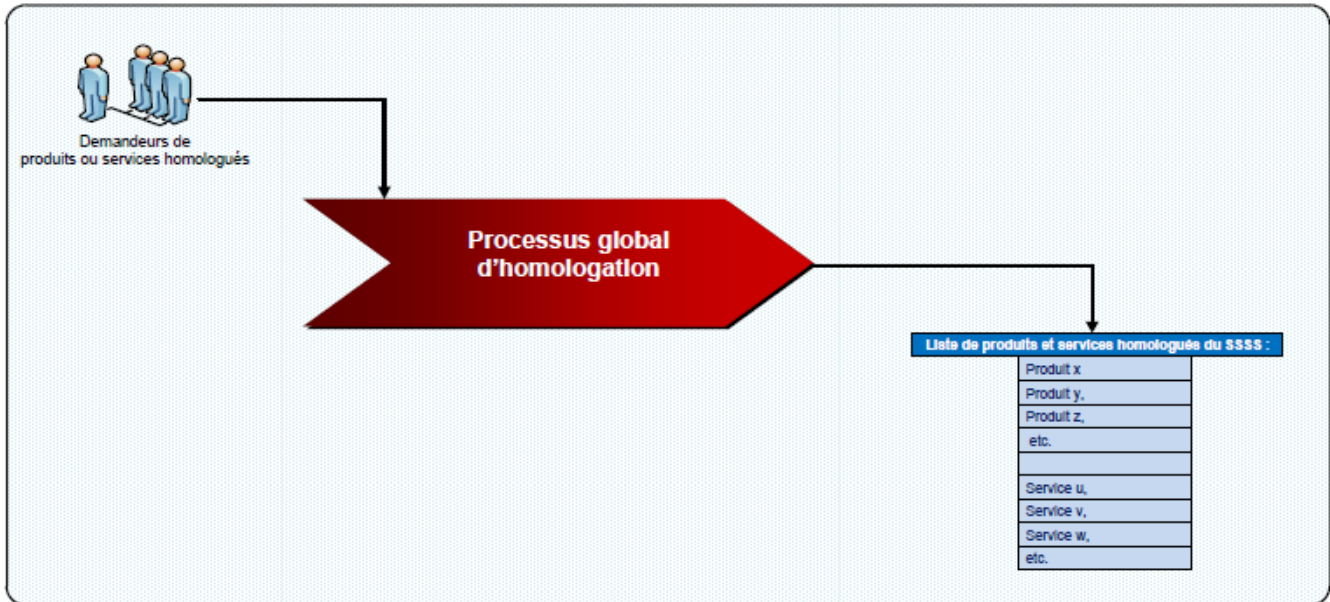 Demandeurs de
produits ou services homologués
Processus global
d'homologation
Liste de produits et services homologués du SSSS :
Produit x
Produit y,
Produit z,
etc.
Service u,
Service v,
Service w,
etc.